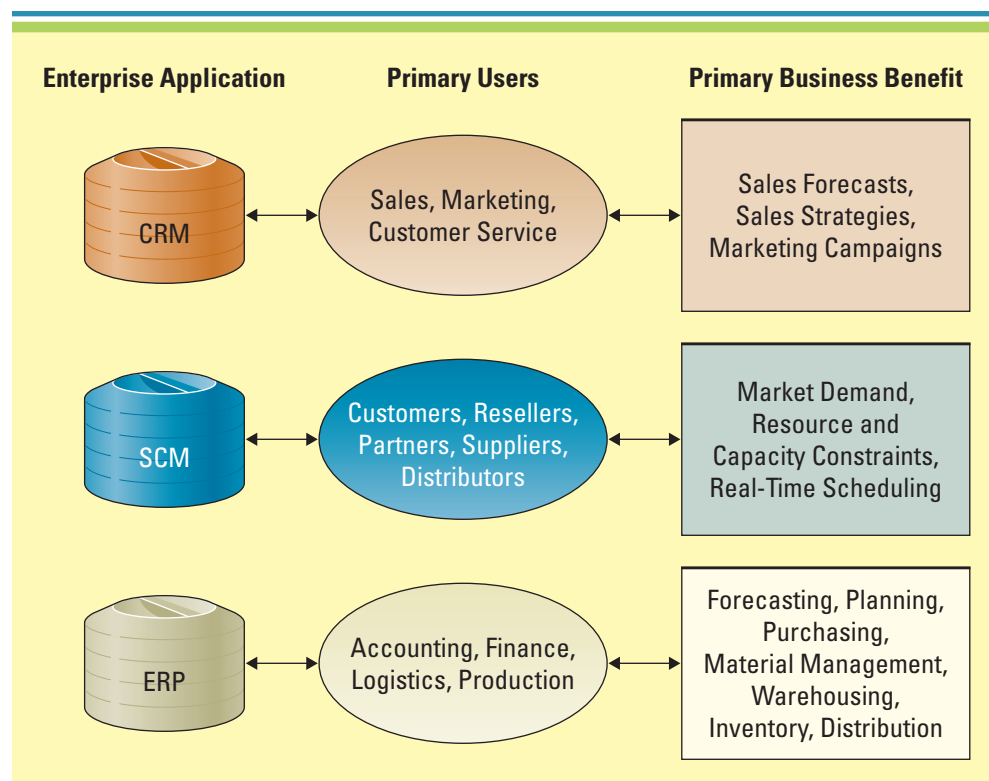 Enterprise Application
Primary Users
Primary Business Benefit
CRM
Sales, Marketing,
Customer Service
Sales Forecasts,
Sales Strategies,
Marketing Campaigns
SCM
Customers, Resellers,
Partners, Suppliers,
Distributors
Market Demand,
Resource and
Capacity Constraints,
Real-Time Scheduling
ERP
Accounting, Finance,
Logistics, Production
Forecasting, Planning,
Purchasing,
Material Management,
Warehousing,
Inventory, Distribution